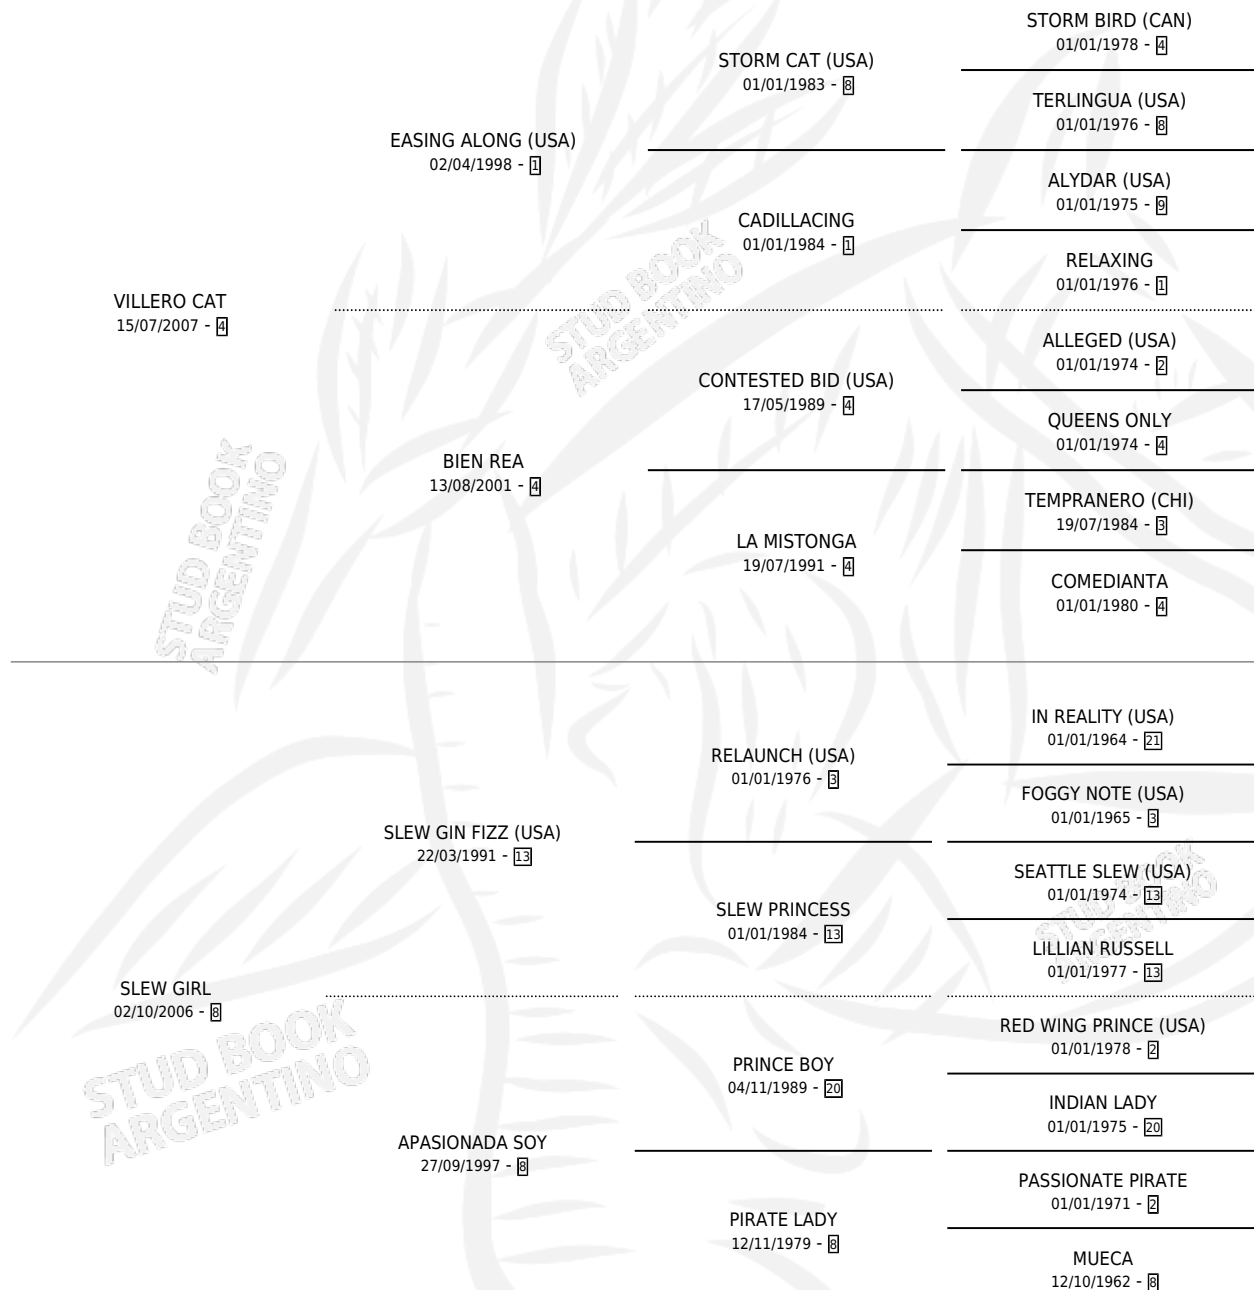 STORM BIRD (CAN)
01/01/1978 - 4
STORM CAT (USA)
01/01/1983 - 8
TERLINGUA (USA)
01/01/1976 - 8
EASING ALONG (USA)
02/04/1998 - 1
ALYDAR (USA)
01/01/1975 - 9
CADILLACING
01/01/1984 - 1
RELAXING
01/01/1976 - 1
VILLERO CAT
15/07/2007 - 4
STUD BOOK
ARGENTINO
ALLEGED (USA)
01/01/1974 - 2
CONTESTED BID (USA)
17/05/1989 - 4
QUEENS ONLY
01/01/1974 - 4
BIEN REA
13/08/2001 - 4
TEMPRANERO (CHI)
19/07/1984 - 3
LA MISTONGA
19/07/1991 - 4
COMEDIANTA
01/01/1980 - 4
STUD BOOK
ARGENTINO
IN REALITY (USA)
01/01/1964 - 21
RELAUNCH (USA)
01/01/1976 - 3
FOGGY NOTE (USA)
01/01/1965 - 3
SLEW GIN FIZZ (USA)
22/03/1991 - 13
SEATTLE SLEW (USA)
01/01/1974 - 13
STUD BOOK
ARGENTINO
SLEW PRINCESS
01/01/1984 - 13
LILLIAN RUSSELL
01/01/1977 - 13
SLEW GIRL
02/10/2006 - 8
STUD BOOK
ARGENTINO
RED WING PRINCE (USA)
01/01/1978 - 2
PRINCE BOY
04/11/1989 - 20
INDIAN LADY
01/01/1975 - 20
APASIONADA SOY
27/09/1997 - 8
PASSIONATE PIRATE
01/01/1971 - 2
PIRATE LADY
12/11/1979 - 8
MUECA
12/10/1962 - 8